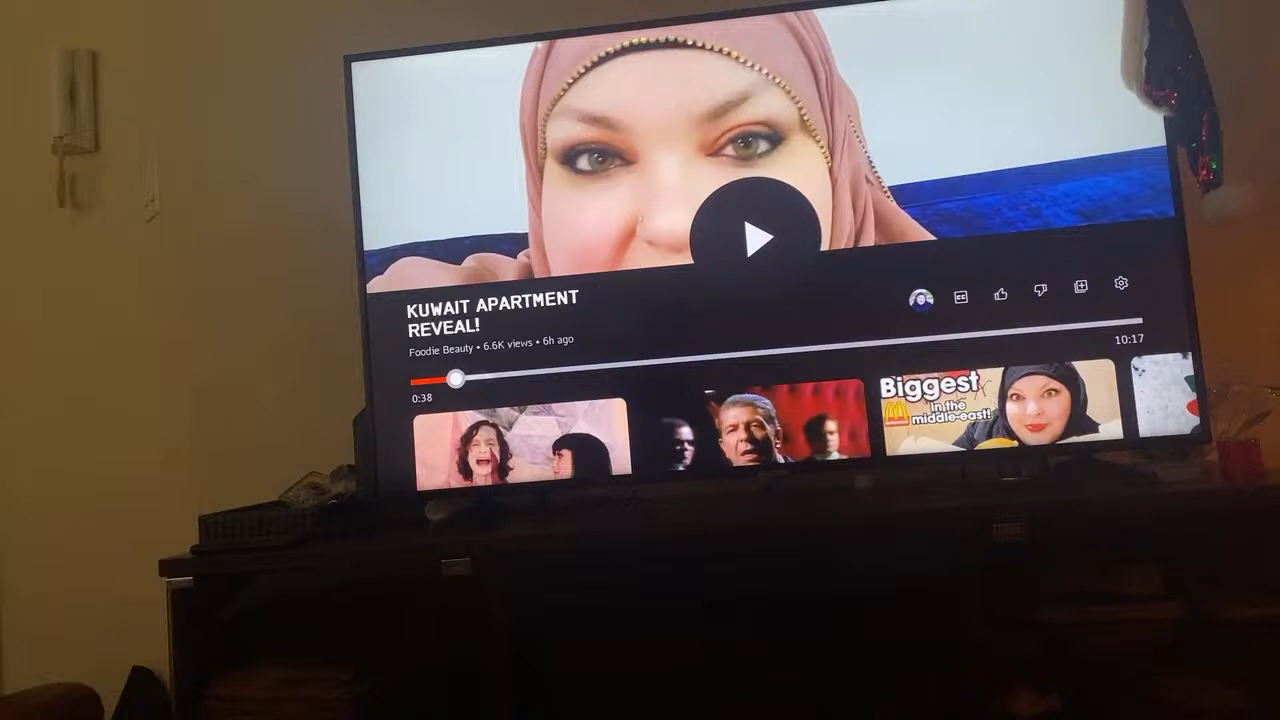 KUWAIT APARTMENT
REVEAL!
Foodie Beauty • 6.6K views • 6h ago
CC
10:17
0:38
Biggest
in the
middle-east!